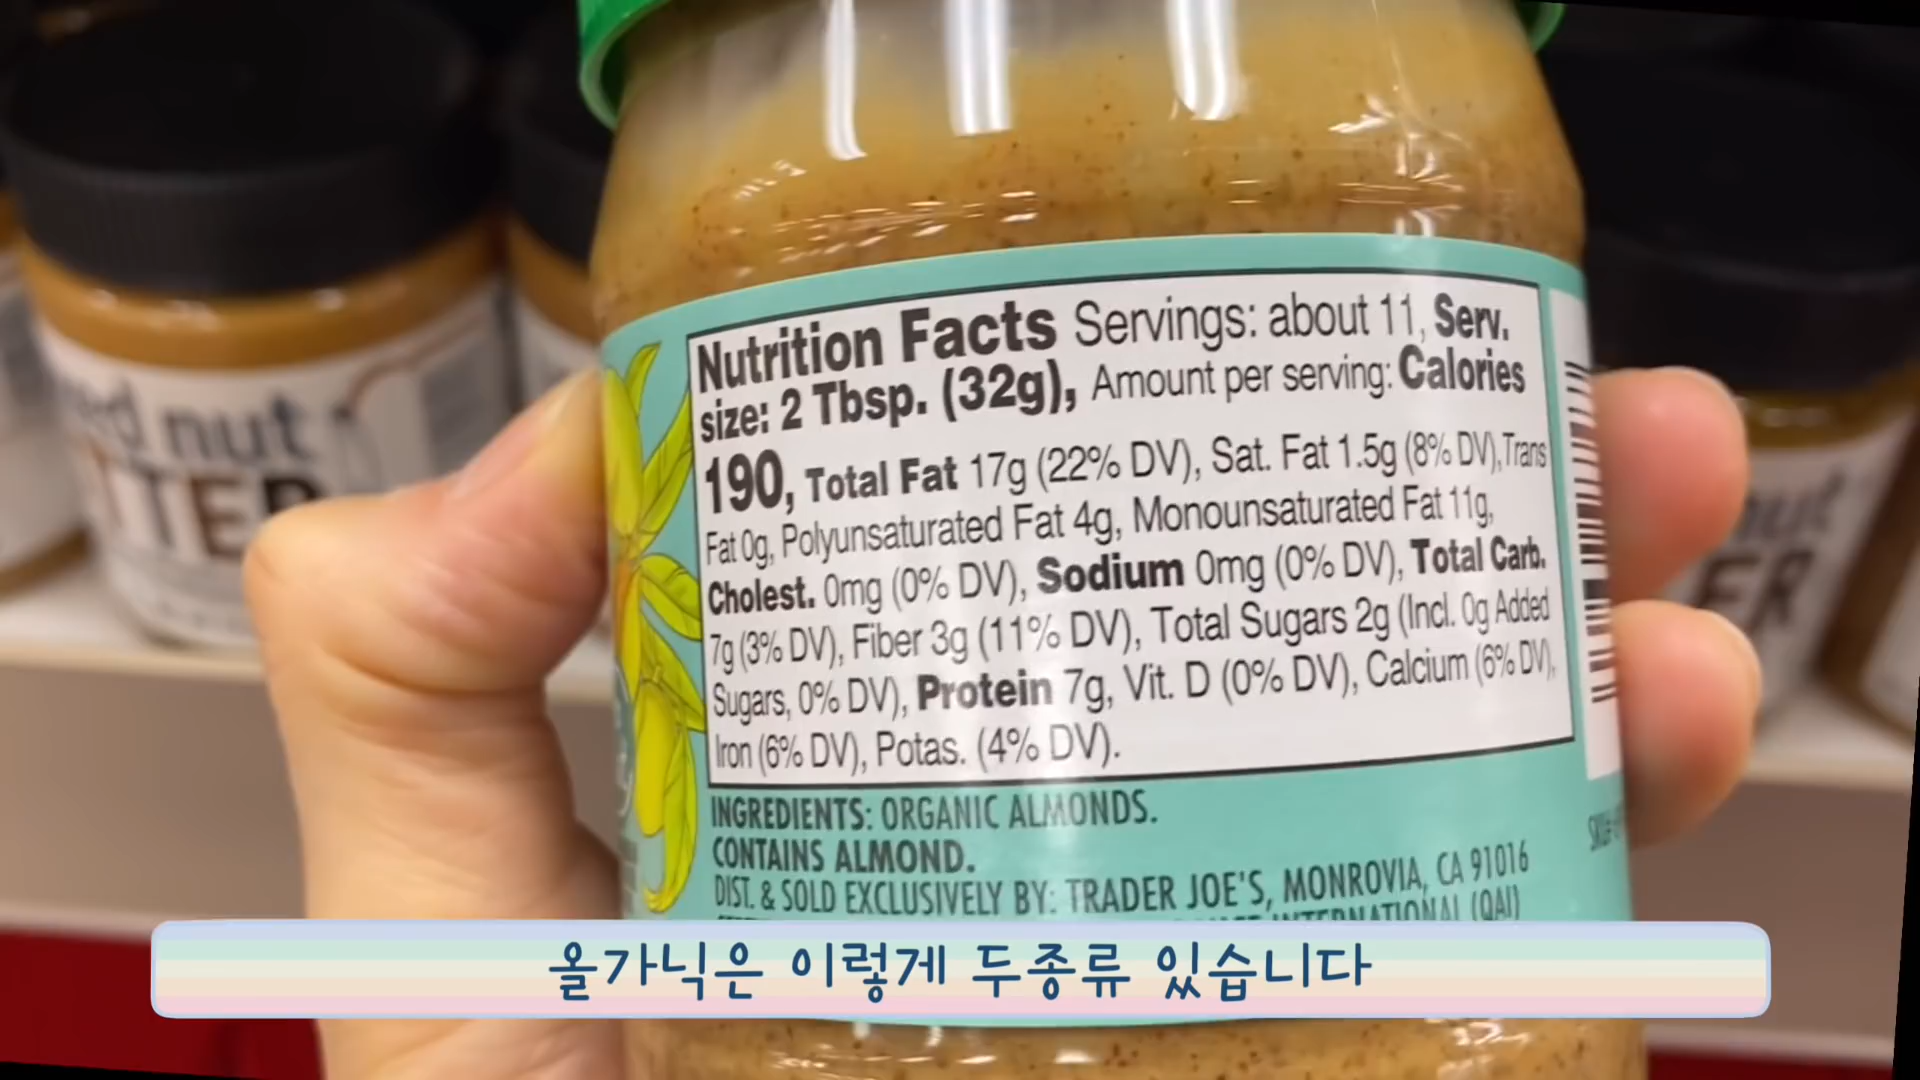 Nutrition Facts Servings: about 11, Serv.
size: 2 Tbsp. (32g), Amount per serving: Calories
190, Total Fat 17g (22% DV), Sat. Fat 1.5g (8% DV), Trans
Fat 0g, Polyunsaturated Fat 4g, Monounsaturated Fat 11g,
Cholest. 0mg (0% DV), Sodium 0mg (0% DV), Total Carb.
7g (3% DV), Fiber 3g (11% DV), Total Sugars 2g (Incl. 0g Added
Sugars, 0% DV), Protein 7g, Vit. D (0% DV), Calcium (6% DV),
Iron (6% DV), Potas. (4% DV).
INGREDIENTS: ORGANIC ALMONDS.
CONTAINS ALMOND.
DIST. & SOLD EXCLUSIVELY BY: TRADER JOE'S, MONROVIA, CA 91016
INTERNATIONAL (QAI)
SKU#
nut
nut
올가닉은 이렇게 두종류 있습니다